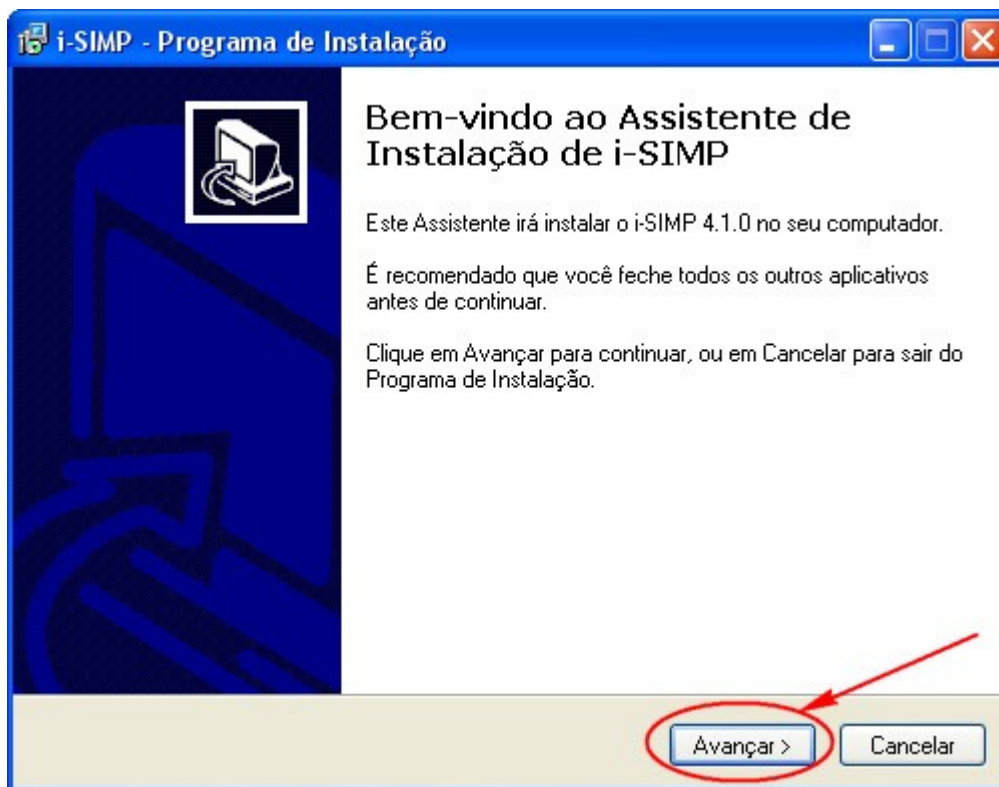 i-SIMP - Programa de Instalação
Bem-vindo ao Assistente de
Instalação de i-SIMP
Este Assistente irá instalar o i-SIMP 4.1.0 no seu computador.
É recomendado que você feche todos os outros aplicativos
antes de continuar.
Clique em Avançar para continuar, ou em Cancelar para sair do
Programa de Instalação.
Avançar >
Cancelar